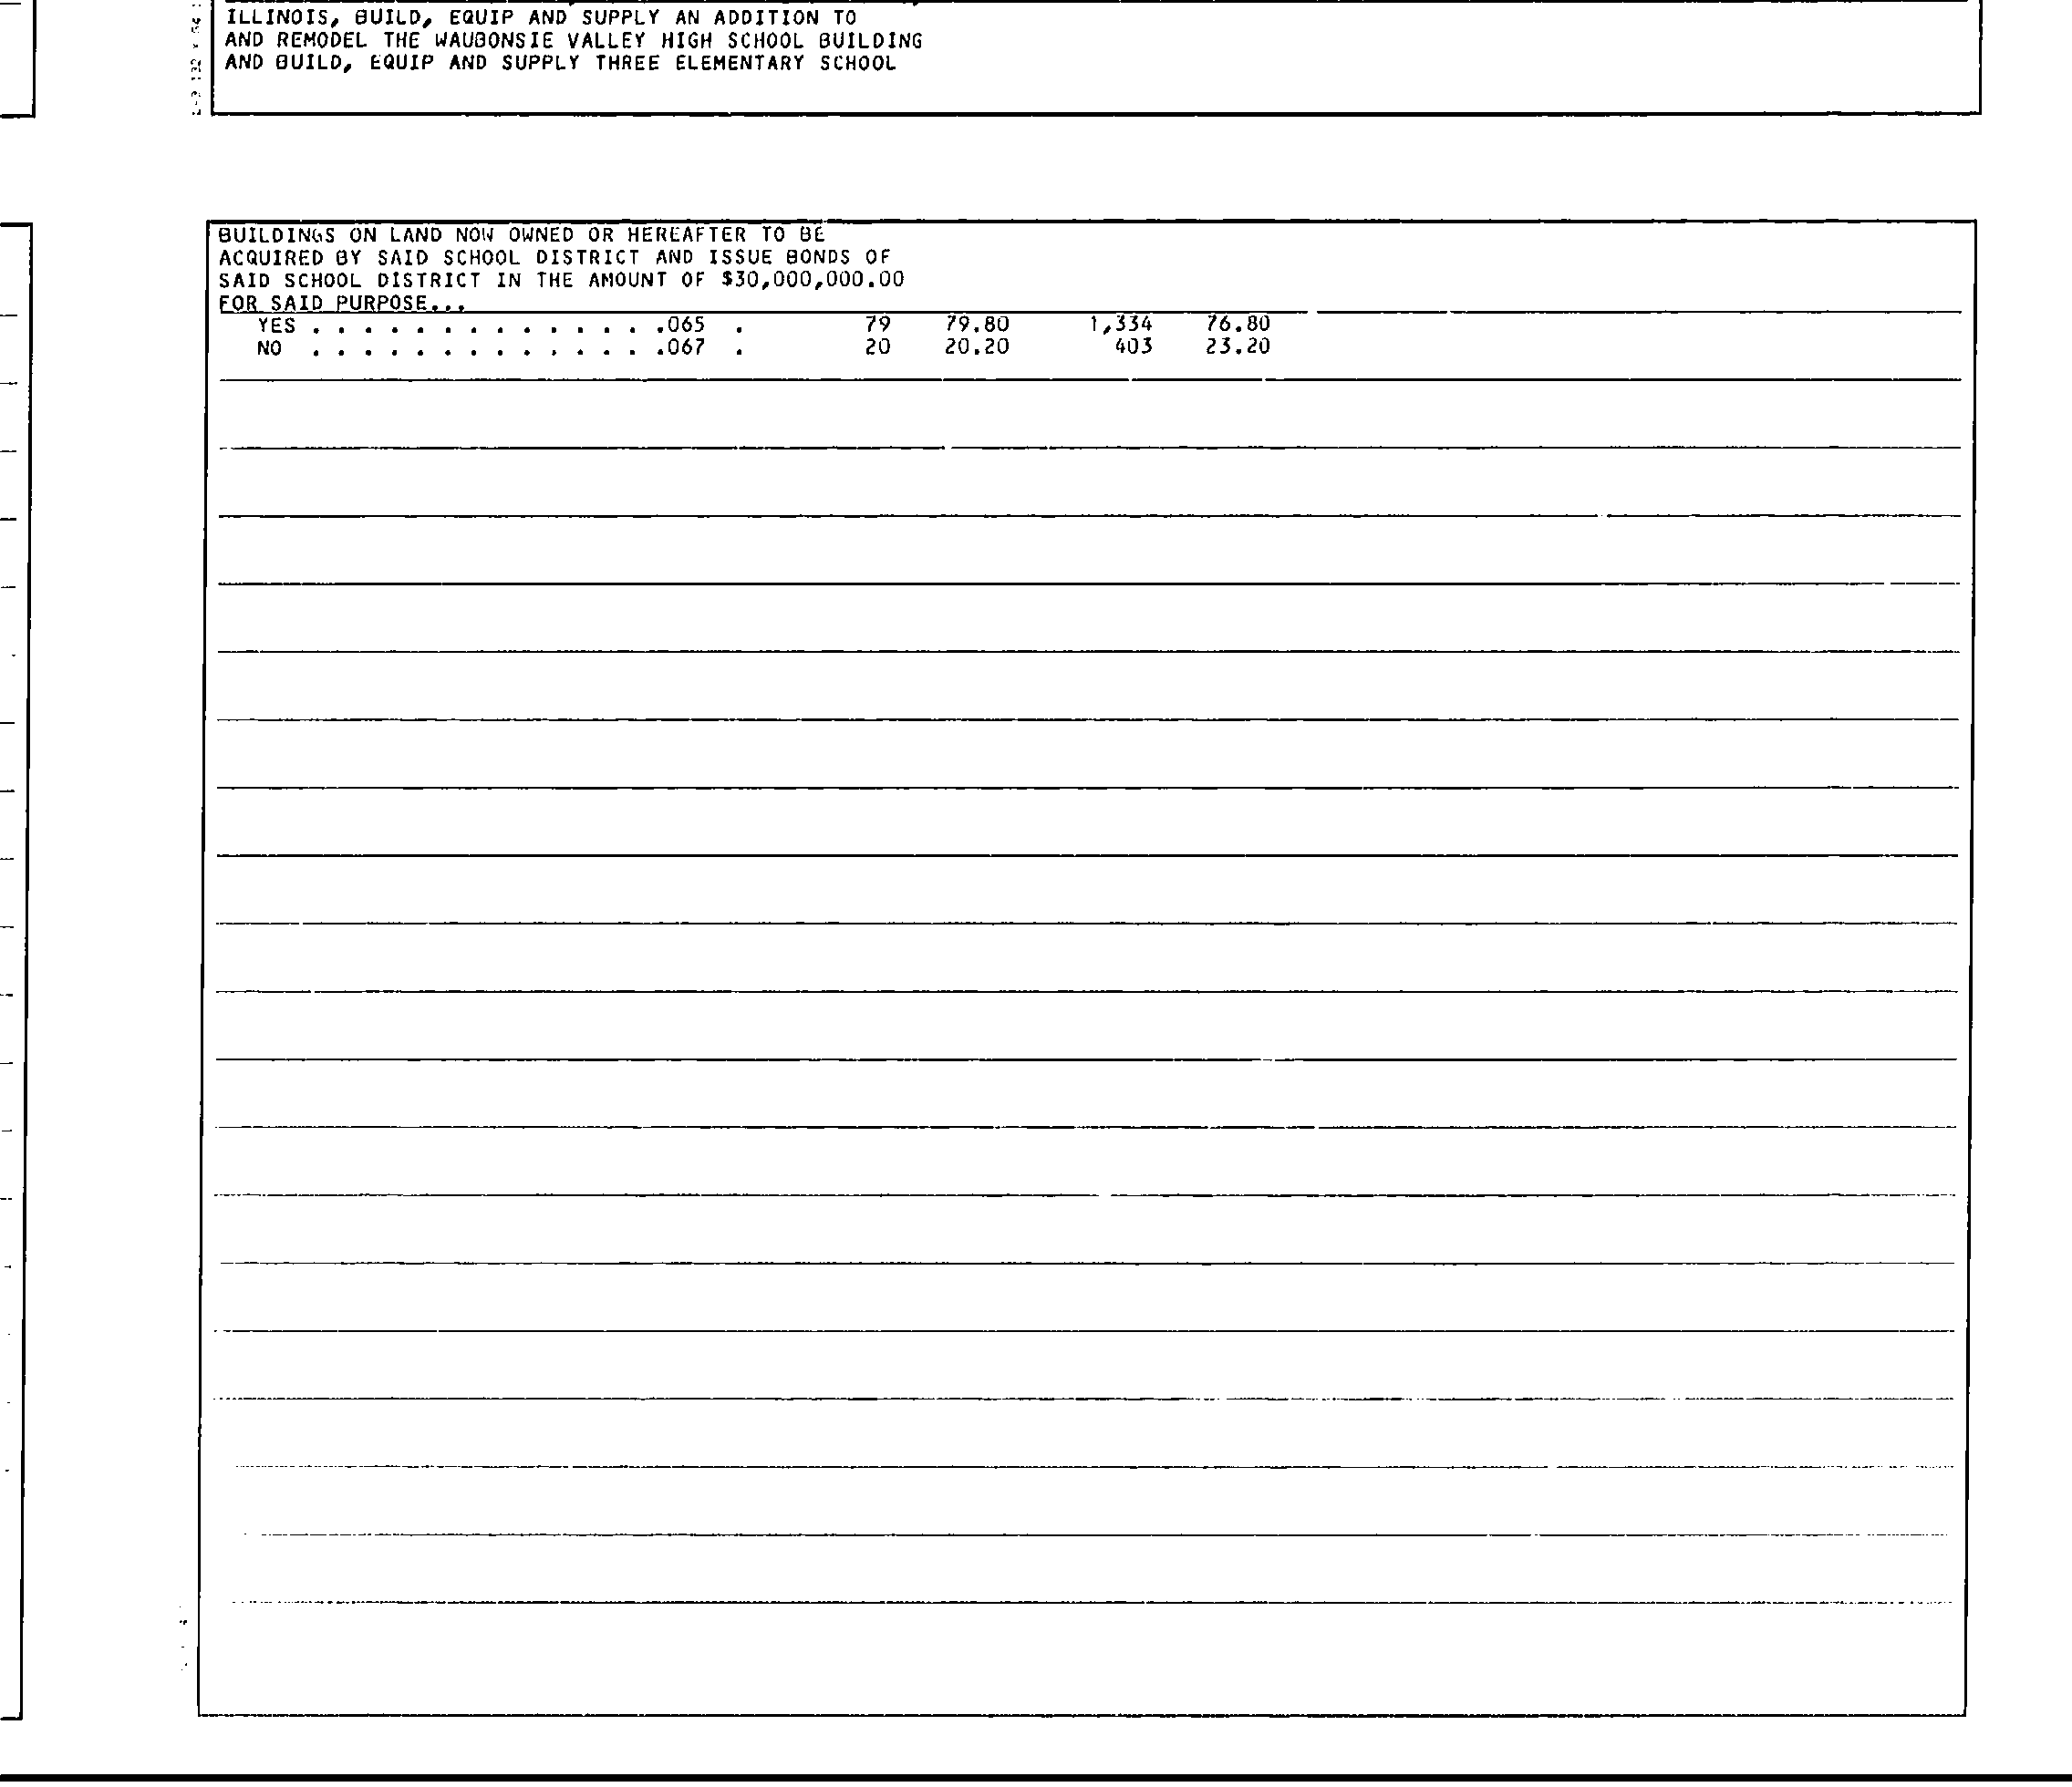 ILLINOIS, BUILD, EQUIP AND SUPPLY AN ADDITION TO
AND REMODEL THE WAUBONSIE VALLEY HIGH SCHOOL BUILDING
AND BUILD, EQUIP AND SUPPLY THREE ELEMENTARY SCHOOL
BUILDINGS ON LAND NOW OWNED OR HEREAFTER TO BE
ACQUIRED BY SAID SCHOOL DISTRICT AND ISSUE BONDS OF
SAID SCHOOL DISTRICT IN THE AMOUNT OF $30,000,000.00
FOR SAID PURPOSE...
YES . . . . . . . . . . . . . .065 . 79 79.80 1,334 76.80
NO . . . . . . . . . . . . . .067 . 20 20.20 403 23.20